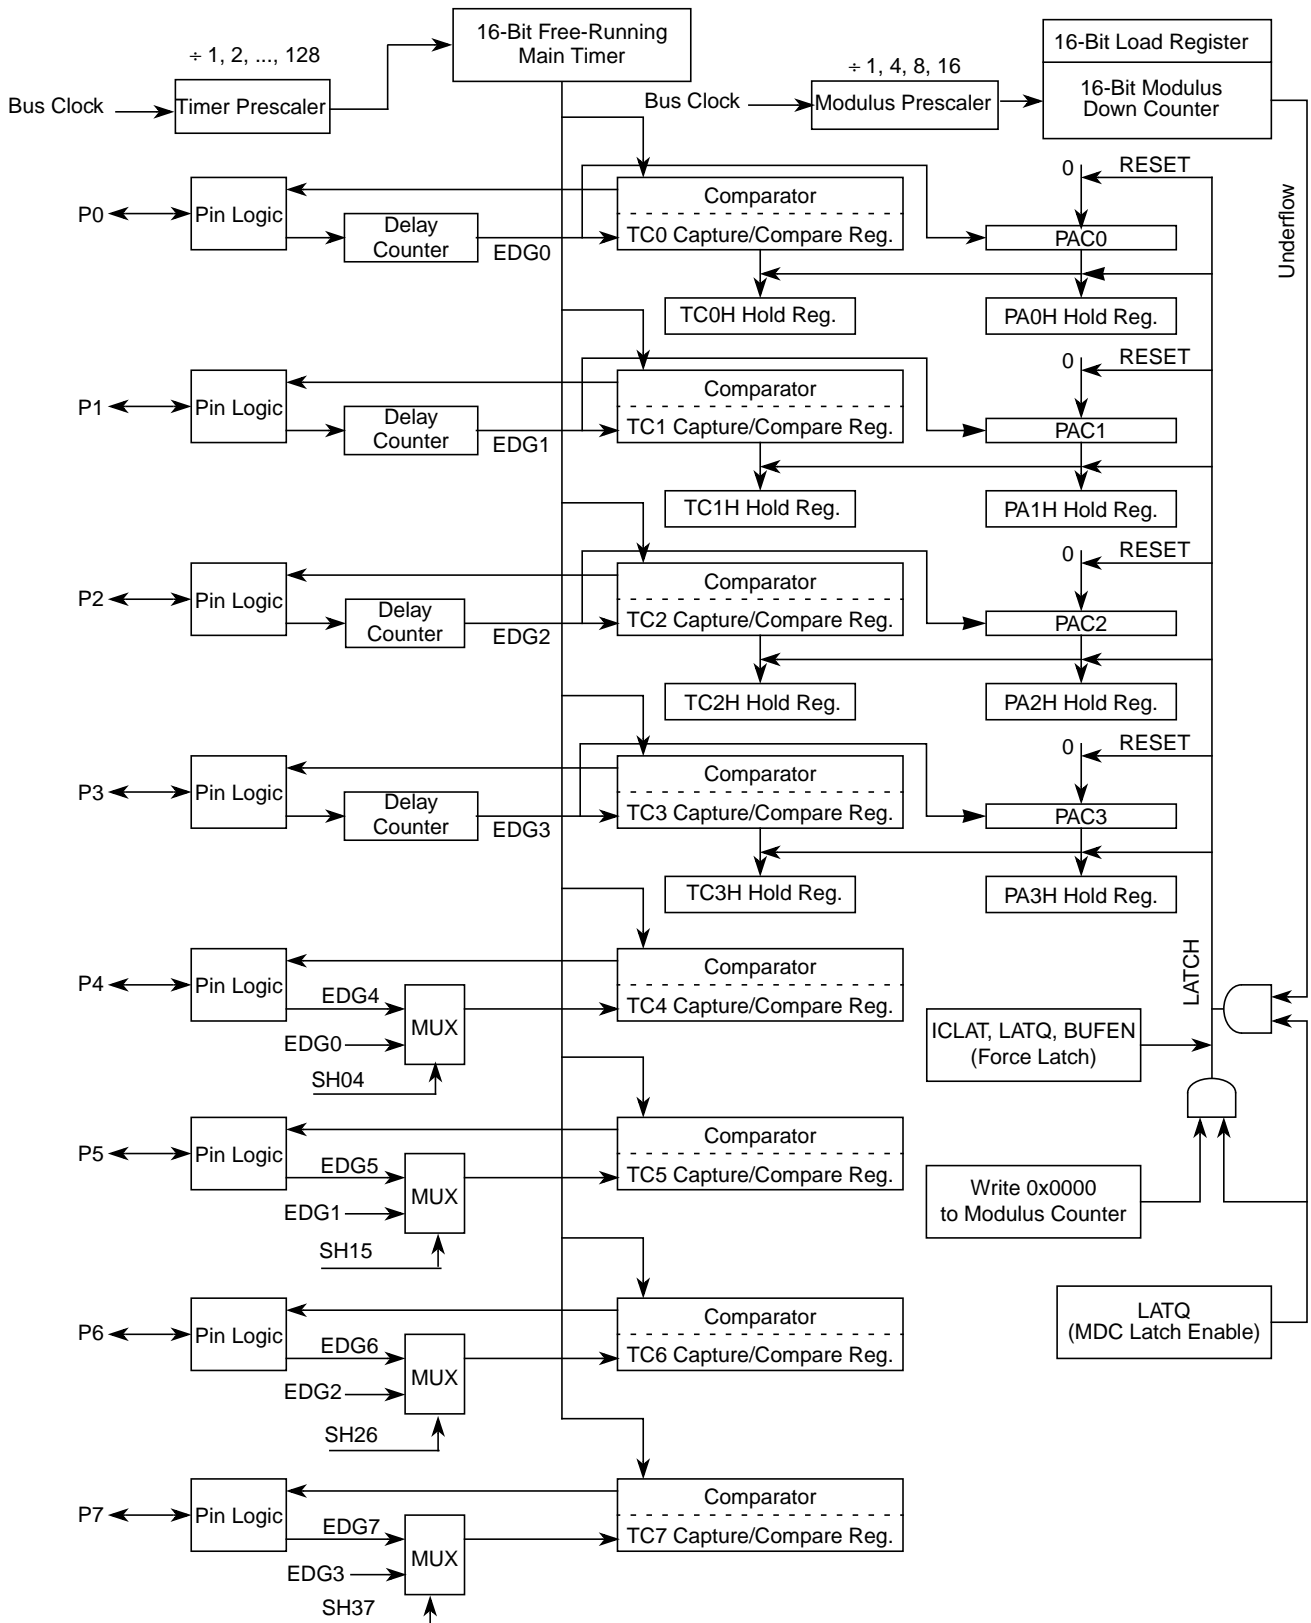 16-Bit Free-Running
Main Timer
÷ 1, 2, ..., 128
Bus Clock
Timer Prescaler
16-Bit Load Register
16-Bit Modulus
Down Counter
÷ 1, 4, 8, 16
Bus Clock
Modulus Prescaler
Underflow
P0
Pin Logic
Delay
Counter
EDG0
Comparator
TC0 Capture/Compare Reg.
0
RESET
PAC0
TC0H Hold Reg.
PA0H Hold Reg.
P1
Pin Logic
Delay
Counter
EDG1
Comparator
TC1 Capture/Compare Reg.
0
RESET
PAC1
TC1H Hold Reg.
PA1H Hold Reg.
P2
Pin Logic
Delay
Counter
EDG2
Comparator
TC2 Capture/Compare Reg.
0
RESET
PAC2
TC2H Hold Reg.
PA2H Hold Reg.
P3
Pin Logic
Delay
Counter
EDG3
Comparator
TC3 Capture/Compare Reg.
0
RESET
PAC3
TC3H Hold Reg.
PA3H Hold Reg.
P4
Pin Logic
EDG4
EDG0
MUX
SH04
Comparator
TC4 Capture/Compare Reg.
LATCH
ICLAT, LATQ, BUFEN
(Force Latch)
P5
Pin Logic
EDG5
EDG1
MUX
SH15
Comparator
TC5 Capture/Compare Reg.
Write 0x0000
to Modulus Counter
P6
Pin Logic
EDG6
EDG2
MUX
SH26
Comparator
TC6 Capture/Compare Reg.
LATQ
(MDC Latch Enable)
P7
Pin Logic
EDG7
EDG3
MUX
SH37
Comparator
TC7 Capture/Compare Reg.